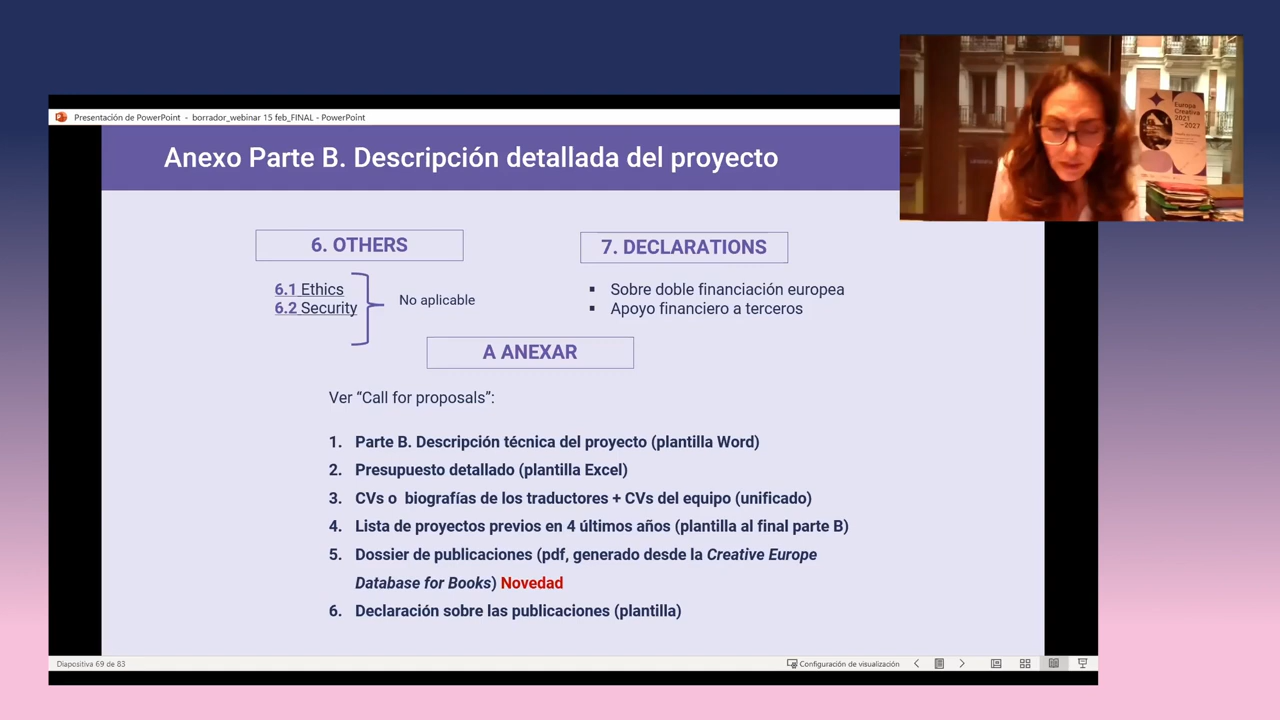 Presentación de PowerPoint - borrador_webinar 15 feb_FINAL - PowerPoint
Anexo Parte B. Descripción detallada del proyecto
Europa
Creativa
2021
-2027
6. OTHERS
6.1 Ethics
6.2 Security
No aplicable
7. DECLARATIONS
▪ Sobre doble financiación europea
▪ Apoyo financiero a terceros
A ANEXAR
Ver “Call for proposals”:
1. Parte B. Descripción técnica del proyecto (plantilla Word)
2. Presupuesto detallado (plantilla Excel)
3. CVs o biografías de los traductores + CVs del equipo (unificado)
4. Lista de proyectos previos en 4 últimos años (plantilla al final parte B)
5. Dossier de publicaciones (pdf, generado desde la Creative Europe
Database for Books) Novedad
6. Declaración sobre las publicaciones (plantilla)
Diapositiva 69 de 83
Configuración de visualización